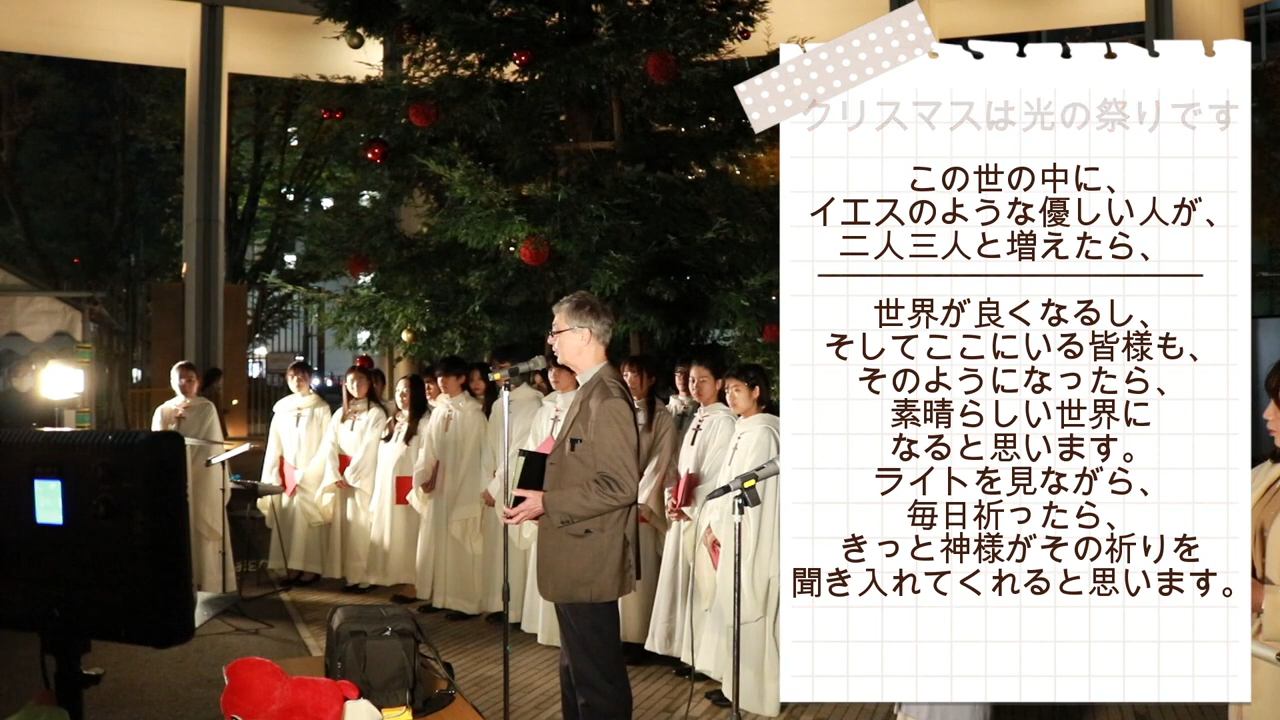 クリスマスは光の祭りです
この世の中に、
イエスのような優しい人が、
二人三人と増えたら、
世界が良くなるし、
そしてここにいる皆様も、
そのようになったら、
素晴らしい世界に
なると思います。
ライトを見ながら、
毎日祈ったら、
きっと神様がその祈りを
聞き入れてくれると思います。